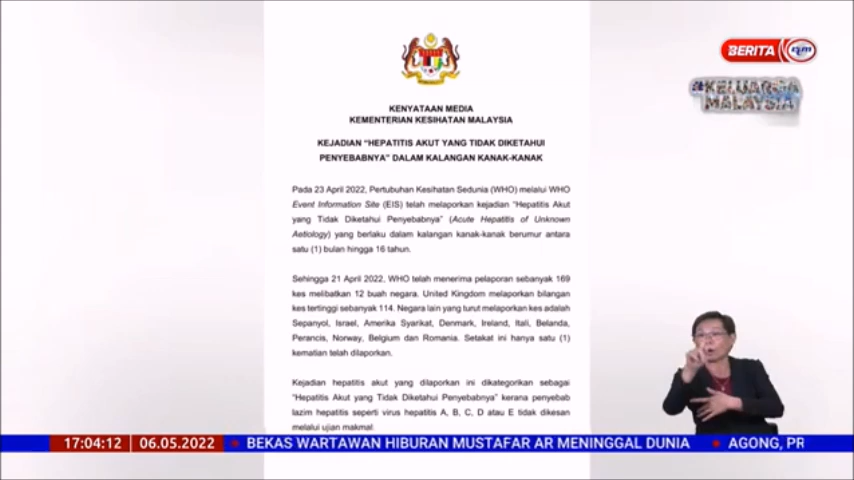 BERITA rtm
#KELUARGA
MALAYSIA
KENYATAAN MEDIA
KEMENTERIAN KESIHATAN MALAYSIA
KEJADIAN “HEPATITIS AKUT YANG TIDAK DIKETAHUI
PENYEBABNYA” DALAM KALANGAN KANAK-KANAK
Pada 23 April 2022, Pertubuhan Kesihatan Sedunia (WHO) melalui WHO
Event Information Site (EIS) telah melaporkan kejadian “Hepatitis Akut
yang Tidak Diketahui Penyebabnya” (Acute Hepatitis of Unknown
Aetiology) yang berlaku dalam kalangan kanak-kanak berumur antara
satu (1) bulan hingga 16 tahun.
Sehingga 21 April 2022, WHO telah menerima pelaporan sebanyak 169
kes melibatkan 12 buah negara. United Kingdom melaporkan bilangan
kes tertinggi sebanyak 114. Negara lain yang turut melaporkan kes adalah
Sepanyol, Israel, Amerika Syarikat, Denmark, Ireland, Itali, Belanda,
Perancis, Norway, Belgium dan Romania. Setakat ini hanya satu (1)
kematian telah dilaporkan.
Kejadian hepatitis akut yang dilaporkan ini dikategorikan sebagai
“Hepatitis Akut yang Tidak Diketahui Penyebabnya” kerana penyebab
lazim hepatitis seperti virus hepatitis A, B, C, D atau E tidak dikesan
melalui ujian makmal
17:04:12 06.05.2022 BEKAS WARTAWAN HIBURAN MUSTAFAR AR MENINGGAL DUNIA AGONG, PR